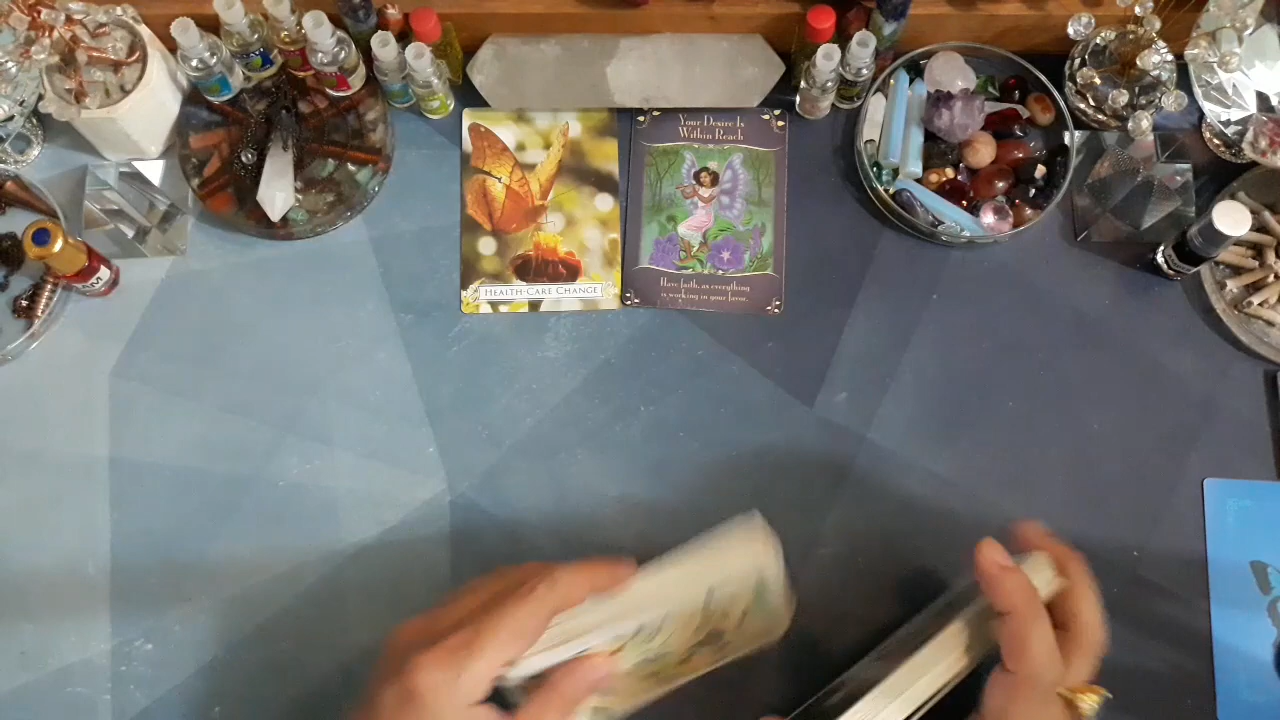 HEALTH-CARE CHANGE
Your Desire Is
Within Reach
Have faith, as everything
is working in your favor.